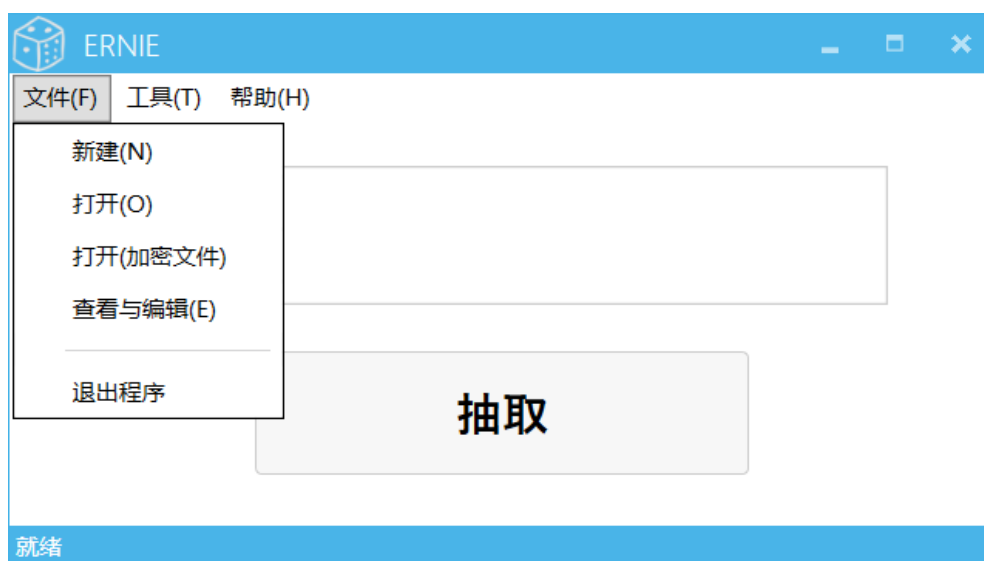 ERNIE
文件(F) 工具(T) 帮助(H)
新建(N)
打开(O)
打开(加密文件)
查看与编辑(E)
退出程序
抽取
就绪